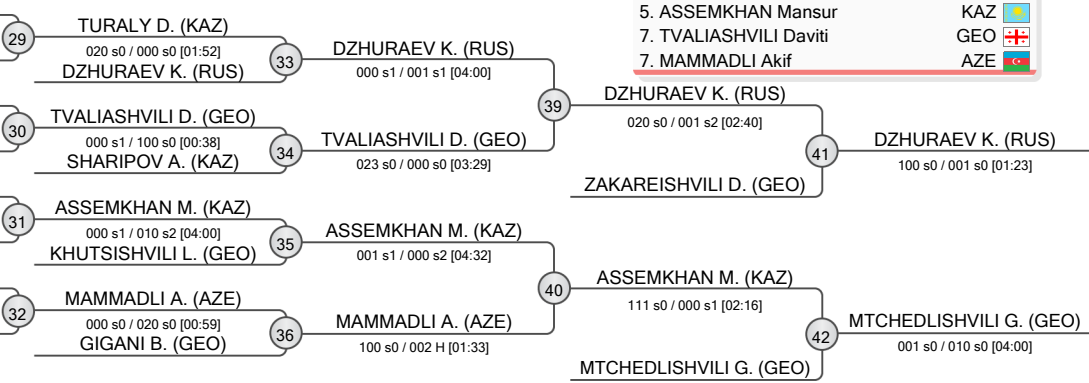 5. ASSEMKHAN Mansur KAZ
7. TVALIASHVILI Daviti GEO
7. MAMMADLI Akif AZE
29
TURALY D. (KAZ)
020 s0 / 000 s0 [01:52]
DZHURAEV K. (RUS)
33
DZHURAEV K. (RUS)
000 s1 / 001 s1 [04:00]
30
TVALIASHVILI D. (GEO)
000 s1 / 100 s0 [00:38]
SHARIPOV A. (KAZ)
34
TVALIASHVILI D. (GEO)
023 s0 / 000 s0 [03:29]
39
DZHURAEV K. (RUS)
020 s0 / 001 s2 [02:40]
ZAKAREISHVILI D. (GEO)
41
DZHURAEV K. (RUS)
100 s0 / 001 s0 [01:23]
31
ASSEMKHAN M. (KAZ)
000 s1 / 010 s2 [04:00]
KHUTSISHVILI L. (GEO)
35
ASSEMKHAN M. (KAZ)
001 s1 / 000 s2 [04:32]
32
MAMMADLI A. (AZE)
000 s0 / 020 s0 [00:59]
GIGANI B. (GEO)
36
MAMMADLI A. (AZE)
100 s0 / 002 H [01:33]
40
ASSEMKHAN M. (KAZ)
111 s0 / 000 s1 [02:16]
MTCHEDLISHVILI G. (GEO)
42
MTCHEDLISHVILI G. (GEO)
001 s0 / 010 s0 [04:00]